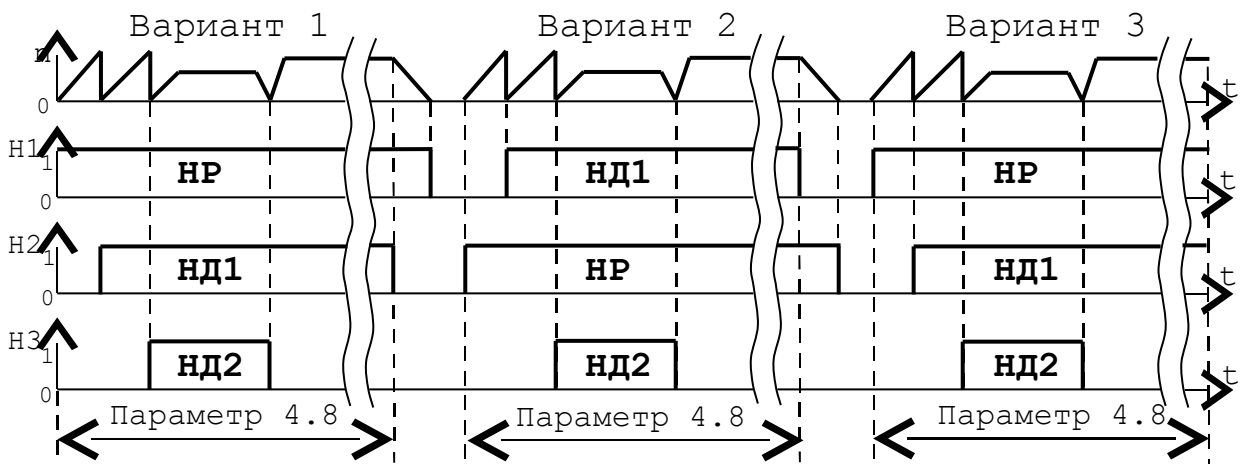 Вариант 1 Вариант 2 Вариант 3
n
0
t
H1
1
НР НД1 НР
0
t
H2
1
НД1 НР НД1
0
t
H3
1
НД2 НД2 НД2
0
t
Параметр 4.8 Параметр 4.8 Параметр 4.8